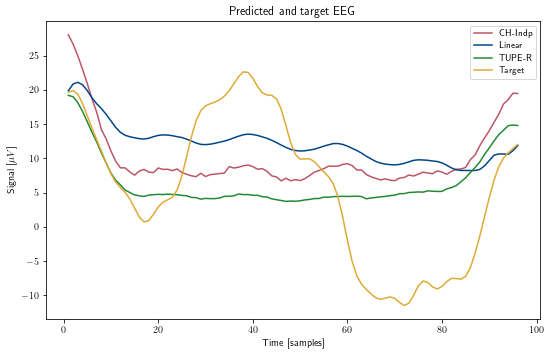 Predicted and target EEG
CH-Indp
Linear
TUPE-R
Target
Signal [μV]
25
20
15
10
5
0
−5
−10
0
20
40
60
80
100
Time [samples]